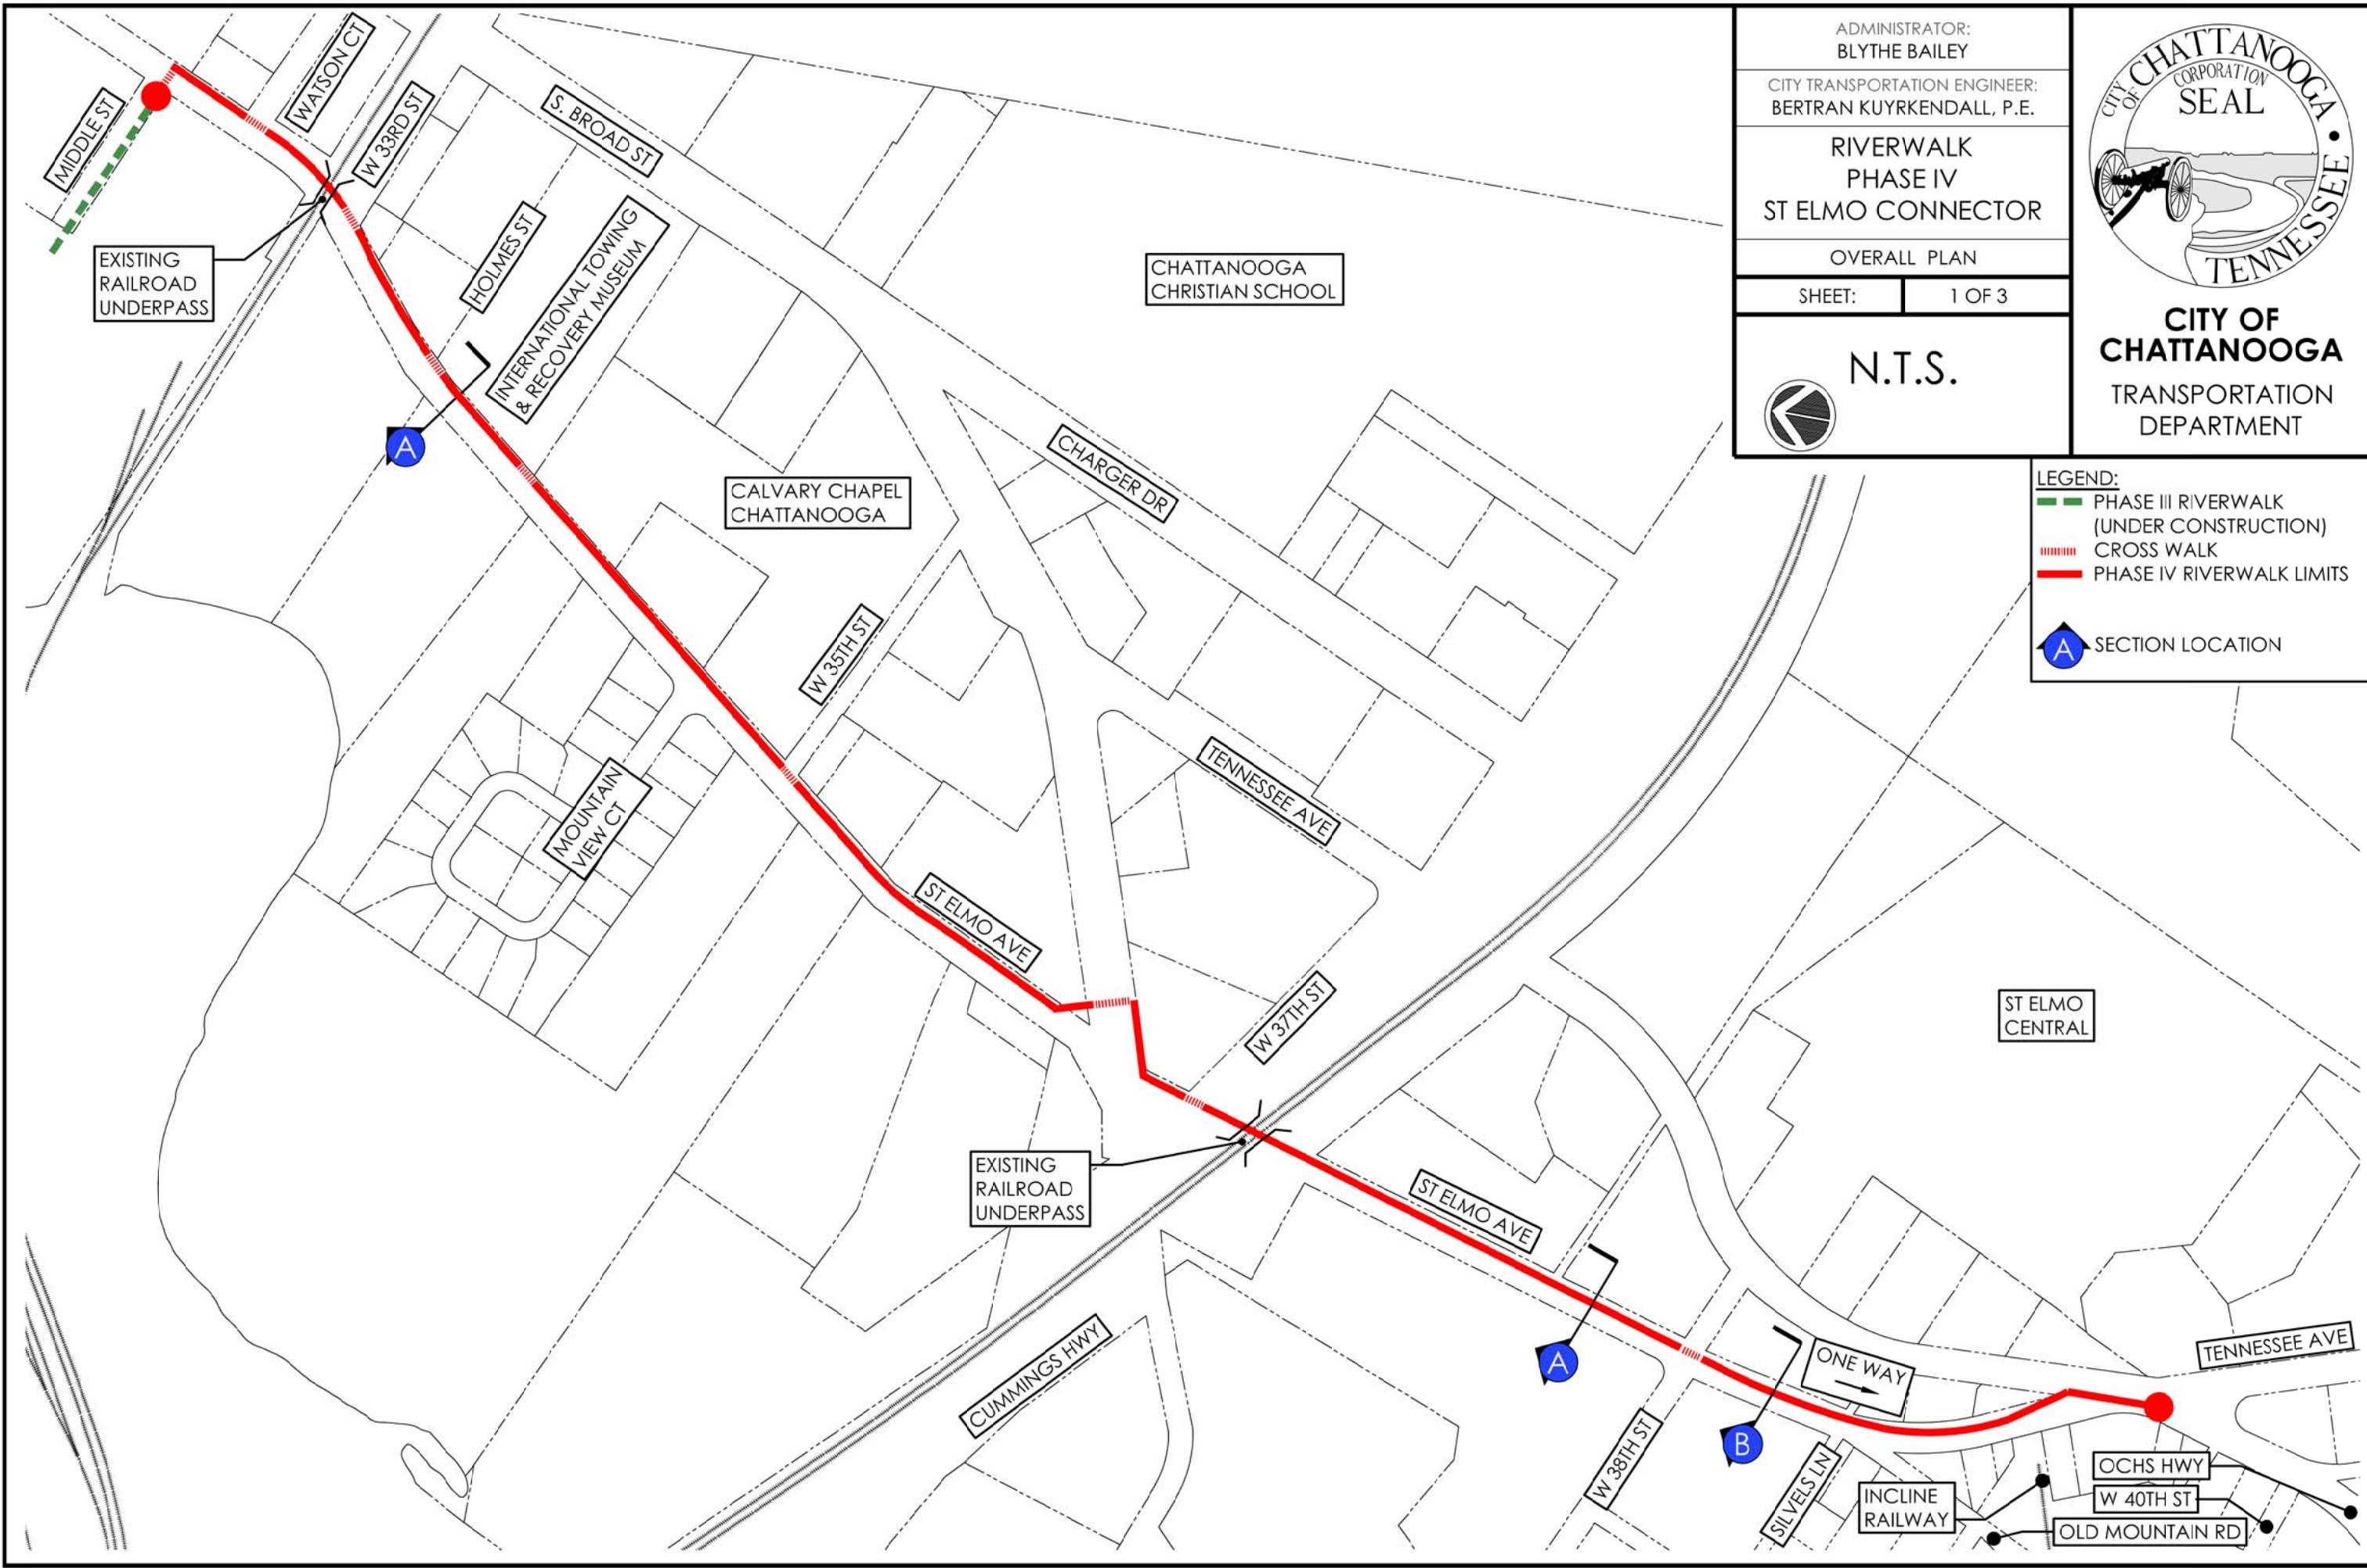 MIDDLE ST
WATSON CT
W 33RD ST
EXISTING
RAILROAD
UNDERPASS
HOLMES ST
S. BROAD ST
INTERNATIONAL TOWING
& RECOVERY MUSEUM
A
CHATTANOOGA
CHRISTIAN SCHOOL
CALVARY CHAPEL
CHATTANOOGA
CHARGER DR
W 35TH ST
MOUNTAIN
VIEW CT
TENNESSEE AVE
ST ELMO AVE
W 37TH ST
EXISTING
RAILROAD
UNDERPASS
ST ELMO AVE
CUMMINGS HWY
ST ELMO
CENTRAL
A
B
ONE WAY
TENNESSEE AVE
W 38TH ST
SILVELS LN
INCLINE
RAILWAY
OCHS HWY
W 40TH ST
OLD MOUNTAIN RD
ADMINISTRATOR:
BLYTHE BAILEY
CITY TRANSPORTATION ENGINEER:
BERTRAN KUYRKENDALL, P.E.
RIVERWALK
PHASE IV
ST ELMO CONNECTOR
OVERALL PLAN
SHEET: 1 OF 3
N.T.S.
CITY OF CHATTANOOGA • TENNESSEE
CORPORATION
SEAL
CITY OF
CHATTANOOGA
TRANSPORTATION
DEPARTMENT
LEGEND:
PHASE III RIVERWALK
(UNDER CONSTRUCTION)
CROSS WALK
PHASE IV RIVERWALK LIMITS
A SECTION LOCATION